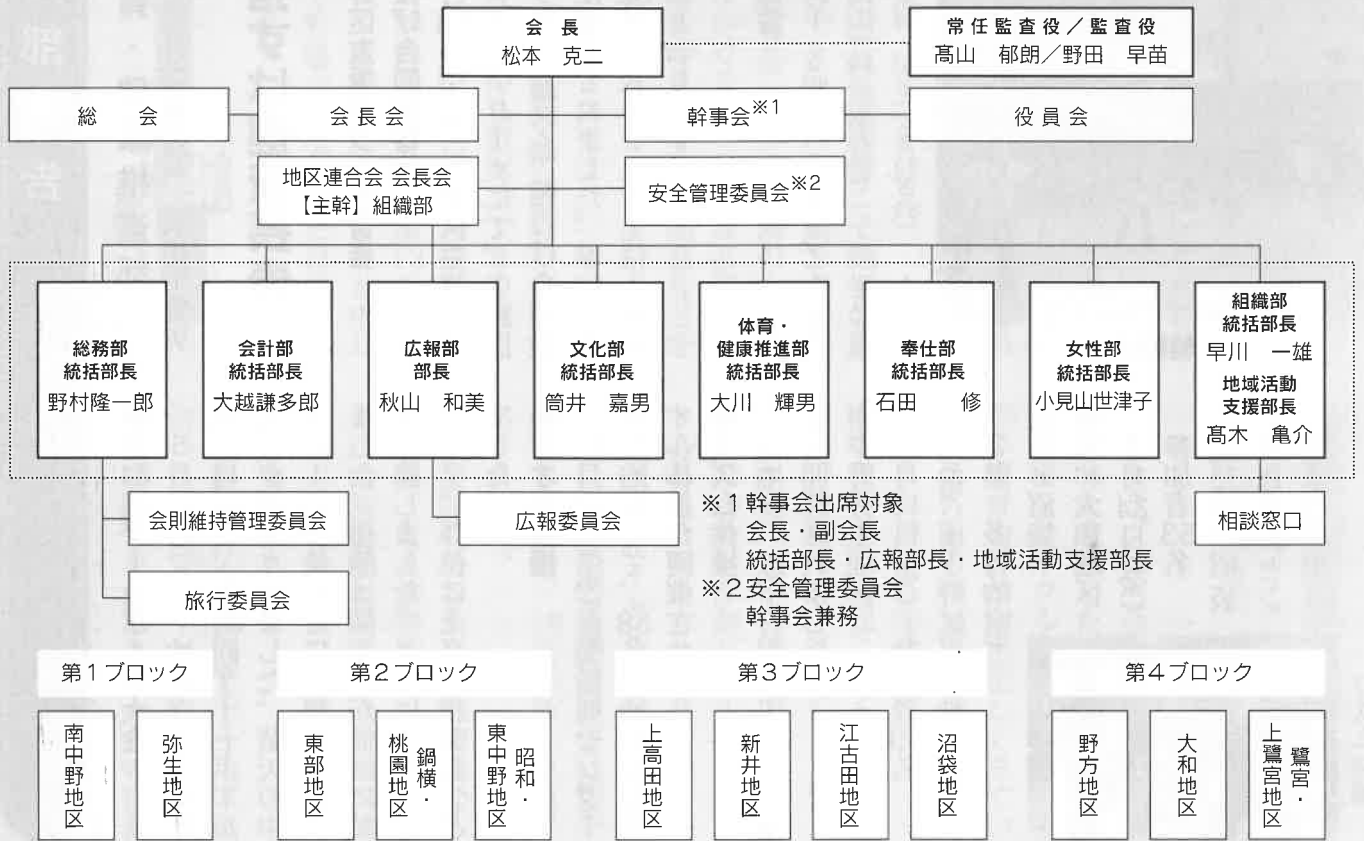 会 長
松本 克二
常任監査役／監査役
髙山 郁朗／野田 早苗
総 会
会長会
幹事会※1
役員会
地区連合会 会長会
【主幹】組織部
安全管理委員会※2
総務部
統括部長
野村隆一郎
会計部
統括部長
大越謙多郎
広報部
部長
秋山 和美
文化部
統括部長
筒井 嘉男
体育・
健康推進部
統括部長
大川 輝男
奉仕部
統括部長
石田 修
女性部
統括部長
小見山世津子
組織部
統括部長
早川 一雄
地域活動
支援部長
髙木 亀介
会則維持管理委員会
旅行委員会
広報委員会
相談窓口
※1 幹事会出席対象
会長・副会長
統括部長・広報部長・地域活動支援部長
※2 安全管理委員会
幹事会兼務
第1ブロック
南中野地区
弥生地区
第2ブロック
東部地区
鍋横・
桃園地区
昭和・
東中野地区
第3ブロック
上高田地区
新井地区
江古田地区
沼袋地区
第4ブロック
野方地区
大和地区
鷺宮・
上鷺宮地区